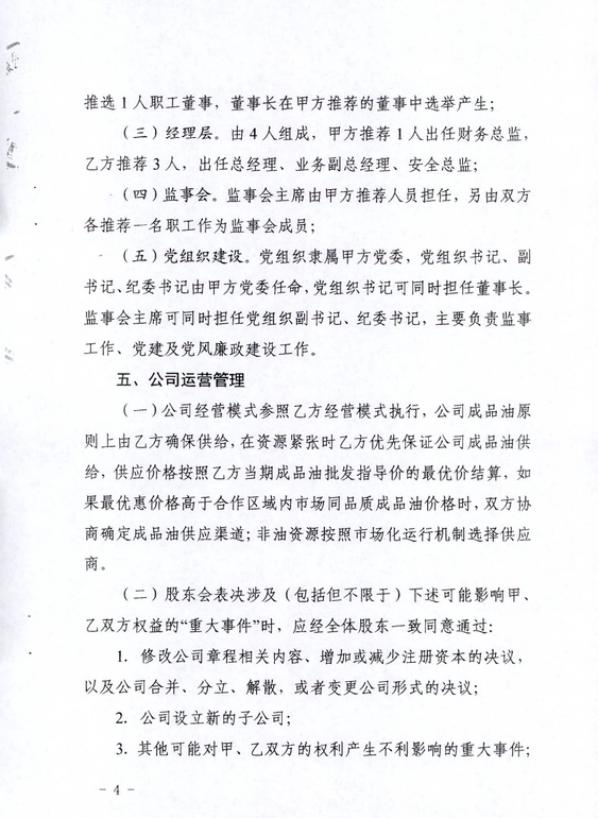 推选1人职工董事，董事长在甲方推荐的董事中选举产生；
（三）经理层。由4人组成，甲方推荐1人出任财务总监，
乙方推荐3人，出任总经理、业务副总经理、安全总监；
（四）监事会。监事会主席由甲方推荐人员担任，另由双方
各推荐一名职工作为监事会成员；
（五）党组织建设。党组织隶属甲方党委，党组织书记、副
书记、纪委书记由甲方党委任命，党组织书记可同时担任董事长。
监事会主席可同时担任党组织副书记、纪委书记，主要负责监事
工作、党建及党风廉政建设工作。
五、公司运营管理
（一）公司经营模式参照乙方经营模式执行，公司成品油原
则上由乙方确保供给，在资源紧张时乙方优先保证公司成品油供
给，供应价格按照乙方当期成品油批发指导价的最优价结算，如
果最优惠价格高于合作区域内市场同品质成品油价格时，双方协
商确定成品油供应渠道；非油资源按照市场化运行机制选择供应
商。
（二）股东会表决涉及（包括但不限于）下述可能影响甲、
乙双方权益的“重大事件”时，应经全体股东一致同意通过：
1. 修改公司章程相关内容、增加或减少注册资本的决议，
以及公司合并、分立、解散，或者变更公司形式的决议；
2. 公司设立新的子公司；
3. 其他可能对甲、乙双方的权利产生不利影响的重大事件；
- 4 -